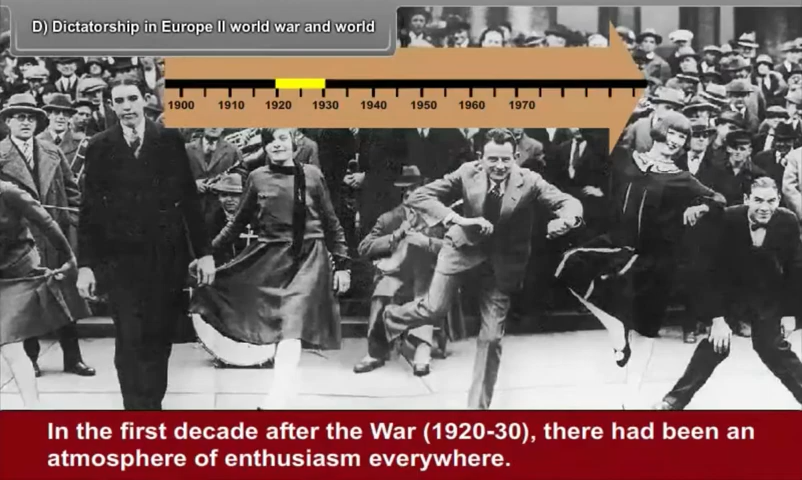 D) Dictatorship in Europe II world war and world
1900 1910 1920 1930 1940 1950 1960 1970
In the first decade after the War (1920-30), there had been an
atmosphere of enthusiasm everywhere.